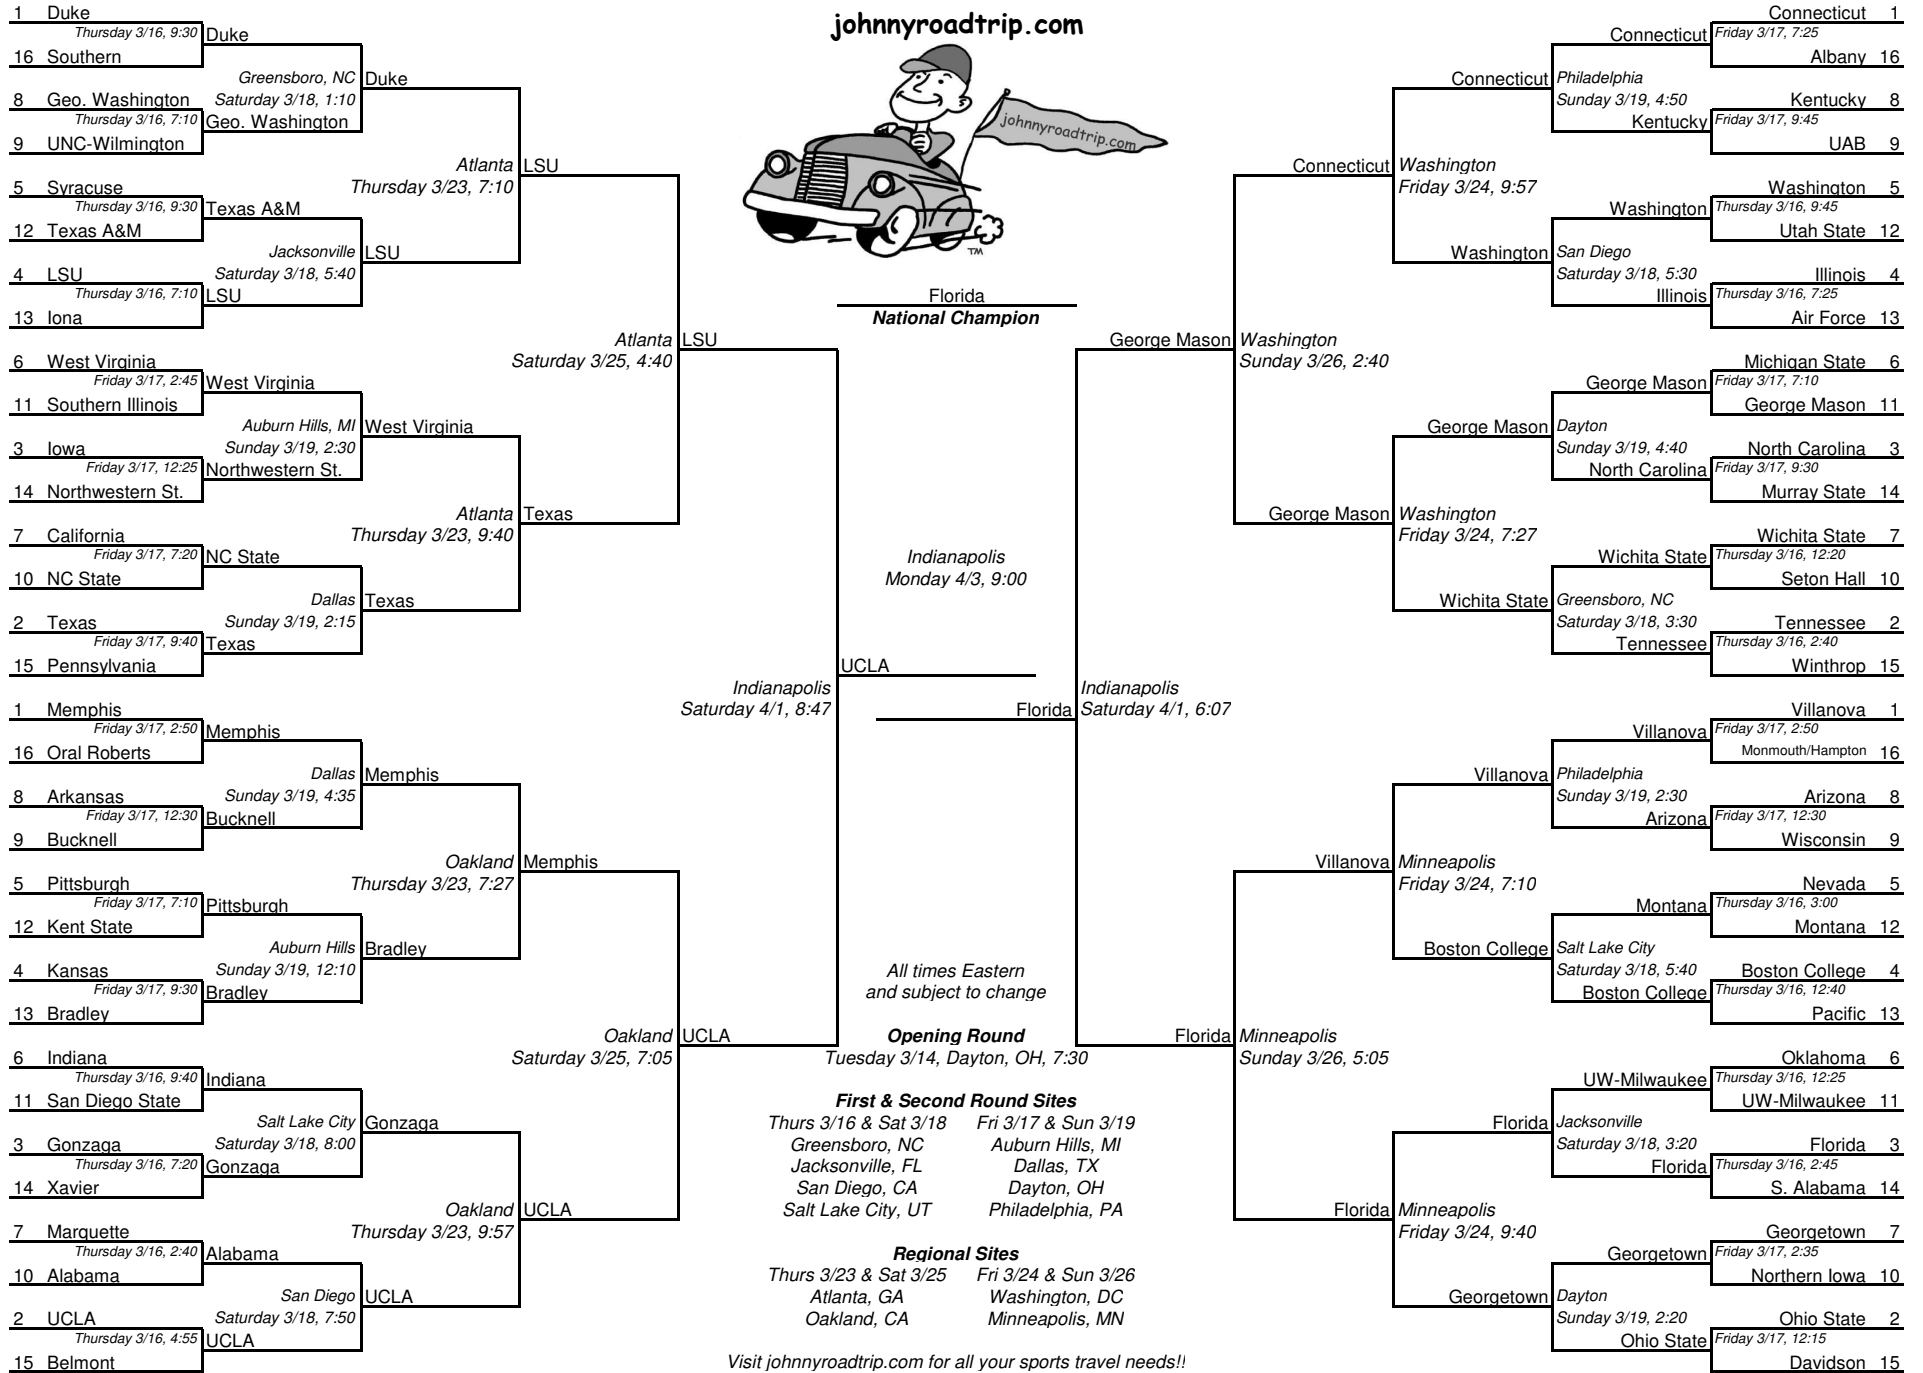 johnnyroadtrip.com
johnnyroadtrip.com
TM
1 Duke
Thursday 3/16, 9:30
16 Southern
Duke
Greensboro, NC
Saturday 3/18, 1:10
8 Geo. Washington
Thursday 3/16, 7:10
9 UNC-Wilmington
Geo. Washington
Duke
Atlanta
Thursday 3/23, 7:10
5 Syracuse
Thursday 3/16, 9:30
12 Texas A&M
Texas A&M
Jacksonville
Saturday 3/18, 5:40
4 LSU
Thursday 3/16, 7:10
13 Iona
LSU
LSU
LSU
Atlanta
Saturday 3/25, 4:40
6 West Virginia
Friday 3/17, 2:45
11 Southern Illinois
West Virginia
Auburn Hills, MI
Sunday 3/19, 2:30
3 Iowa
Friday 3/17, 12:25
14 Northwestern St.
Northwestern St.
West Virginia
Atlanta
Thursday 3/23, 9:40
7 California
Friday 3/17, 7:20
10 NC State
NC State
Dallas
Sunday 3/19, 2:15
2 Texas
Friday 3/17, 9:40
15 Pennsylvania
Texas
Texas
Texas
LSU
Indianapolis
Saturday 4/1, 8:47
1 Memphis
Friday 3/17, 2:50
16 Oral Roberts
Memphis
Dallas
Sunday 3/19, 4:35
8 Arkansas
Friday 3/17, 12:30
9 Bucknell
Bucknell
Memphis
Oakland
Thursday 3/23, 7:27
5 Pittsburgh
Friday 3/17, 7:10
12 Kent State
Pittsburgh
Auburn Hills
Sunday 3/19, 12:10
4 Kansas
Friday 3/17, 9:30
13 Bradley
Bradley
Bradley
Memphis
Oakland
Saturday 3/25, 7:05
6 Indiana
Thursday 3/16, 9:40
11 San Diego State
Indiana
Salt Lake City
Saturday 3/18, 8:00
3 Gonzaga
Thursday 3/16, 7:20
14 Xavier
Gonzaga
Gonzaga
Oakland
Thursday 3/23, 9:57
7 Marquette
Thursday 3/16, 2:40
10 Alabama
Alabama
San Diego
Saturday 3/18, 7:50
2 UCLA
Thursday 3/16, 4:55
15 Belmont
UCLA
UCLA
UCLA
UCLA
UCLA
Florida
National Champion
Indianapolis
Monday 4/3, 9:00
Florida
All times Eastern
and subject to change
Opening Round
Tuesday 3/14, Dayton, OH, 7:30
First & Second Round Sites
Thurs 3/16 & Sat 3/18 Fri 3/17 & Sun 3/19
Greensboro, NC Auburn Hills, MI
Jacksonville, FL Dallas, TX
San Diego, CA Dayton, OH
Salt Lake City, UT Philadelphia, PA
Regional Sites
Thurs 3/23 & Sat 3/25 Fri 3/24 & Sun 3/26
Atlanta, GA Washington, DC
Oakland, CA Minneapolis, MN
Visit johnnyroadtrip.com for all your sports travel needs!!
Connecticut 1
Friday 3/17, 7:25
Albany 16
Connecticut
Philadelphia
Sunday 3/19, 4:50
Kentucky 8
Friday 3/17, 9:45
UAB 9
Kentucky
Connecticut
Washington
Friday 3/24, 9:57
Washington 5
Thursday 3/16, 9:45
Utah State 12
Washington
San Diego
Saturday 3/18, 5:30
Illinois 4
Thursday 3/16, 7:25
Air Force 13
Illinois
Washington
Connecticut
Washington
Sunday 3/26, 2:40
Michigan State 6
Friday 3/17, 7:10
George Mason 11
George Mason
Dayton
Sunday 3/19, 4:40
North Carolina 3
Friday 3/17, 9:30
Murray State 14
North Carolina
George Mason
Washington
Friday 3/24, 7:27
Wichita State 7
Thursday 3/16, 12:20
Seton Hall 10
Wichita State
Greensboro, NC
Saturday 3/18, 3:30
Tennessee 2
Thursday 3/16, 2:40
Winthrop 15
Tennessee
Wichita State
George Mason
George Mason
Indianapolis
Saturday 4/1, 6:07
Villanova 1
Friday 3/17, 2:50
Monmouth/Hampton 16
Villanova
Philadelphia
Sunday 3/19, 2:30
Arizona 8
Friday 3/17, 12:30
Wisconsin 9
Arizona
Villanova
Minneapolis
Friday 3/24, 7:10
Nevada 5
Thursday 3/16, 3:00
Montana 12
Montana
Salt Lake City
Saturday 3/18, 5:40
Boston College 4
Thursday 3/16, 12:40
Pacific 13
Boston College
Boston College
Villanova
Minneapolis
Sunday 3/26, 5:05
Oklahoma 6
Thursday 3/16, 12:25
UW-Milwaukee 11
UW-Milwaukee
Jacksonville
Saturday 3/18, 3:20
Florida 3
Thursday 3/16, 2:45
S. Alabama 14
Florida
Florida
Minneapolis
Friday 3/24, 9:40
Georgetown 7
Friday 3/17, 2:35
Northern Iowa 10
Georgetown
Dayton
Sunday 3/19, 2:20
Ohio State 2
Friday 3/17, 12:15
Davidson 15
Ohio State
Georgetown
Florida
Florida